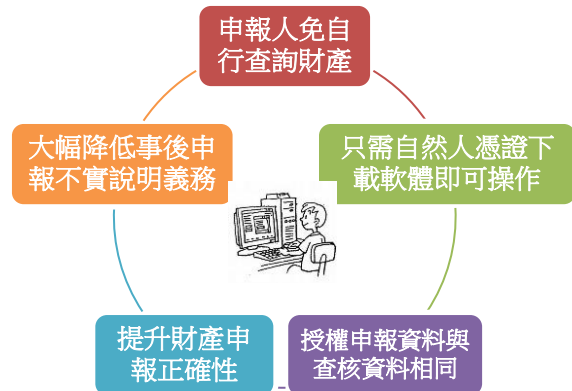 申報人免自
行查詢財產
只需自然人憑證下
載軟體即可操作
授權申報資料與
查核資料相同
提升財產申
報正確性
大幅降低事後申
報不實說明義務